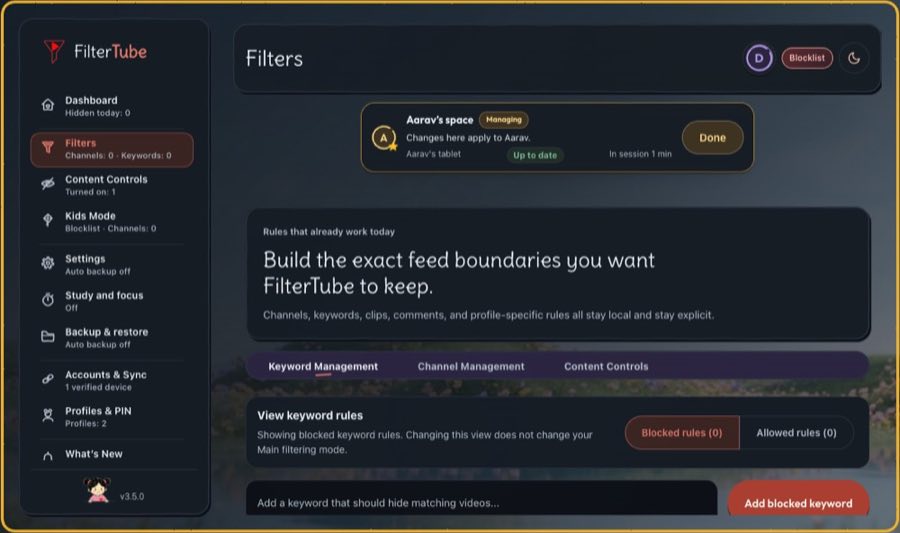 FilterTube
Dashboard
Hidden today: 0
Filters
Channels: 0 · Keywords: 0
Content Controls
Turned on: 1
Kids Mode
Blocklist · Channels: 0
Settings
Auto backup off
Study and focus
Off
Backup & restore
Auto backup off
Accounts & Sync
1 verified device
Profiles & PIN
Profiles: 2
What's New
v3.5.0
Filters
D
Blocklist
A
Aarav's space
Managing
Changes here apply to Aarav.
Aarav's tablet
Up to date
In session 1 min
Done
Rules that already work today
Build the exact feed boundaries you want
FilterTube to keep.
Channels, keywords, clips, comments, and profile-specific rules all stay local and stay explicit.
Keyword Management
Channel Management
Content Controls
View keyword rules
Showing blocked keyword rules. Changing this view does not change your
Main filtering mode.
Blocked rules (0)
Allowed rules (0)
Add a keyword that should hide matching videos...
Add blocked keyword